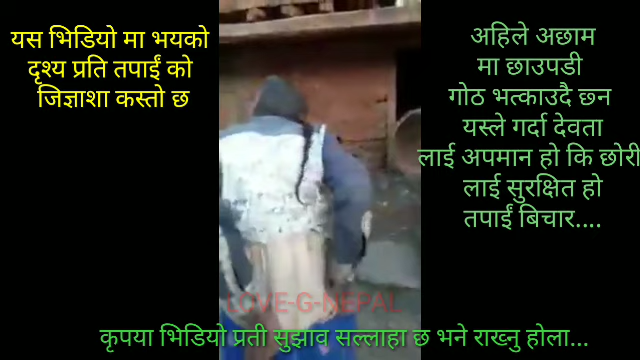 यस भिडियो मा भयको
दृश्य प्रति तपाईं को
जिज्ञाशा कस्तो छ
अहिले अछाम
मा छाउपडी
गोठ भत्काउदै छन
यस्ले गर्दा देवता
लाई अपमान हो कि छोरी
लाई सुरक्षित हो
तपाईं बिचार....
LOVE-G-NEPAL
कृपया भिडियो प्रती सुझाव सल्लाहा छ भने राख्नु होला...